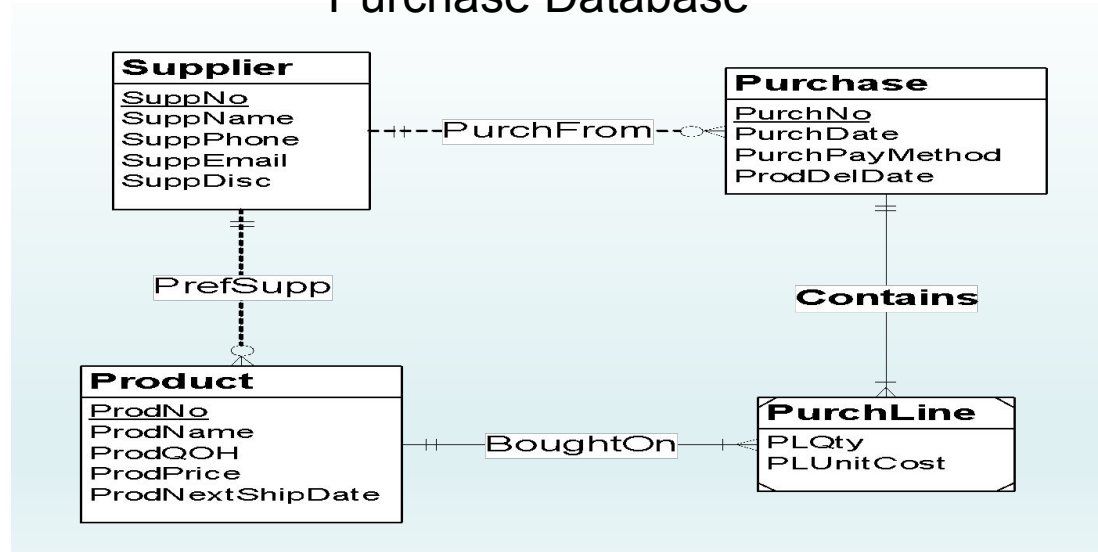 Purchase Database
Supplier
SuppNo
SuppName
SuppPhone
SuppEmail
SuppDisc
PurchFrom
Purchase
PurchNo
PurchDate
PurchPayMethod
ProdDelDate
PrefSupp
Contains
Product
ProdNo
ProdName
ProdQOH
ProdPrice
ProdNextShipDate
BoughtOn
PurchLine
PLQty
PLUnitCost